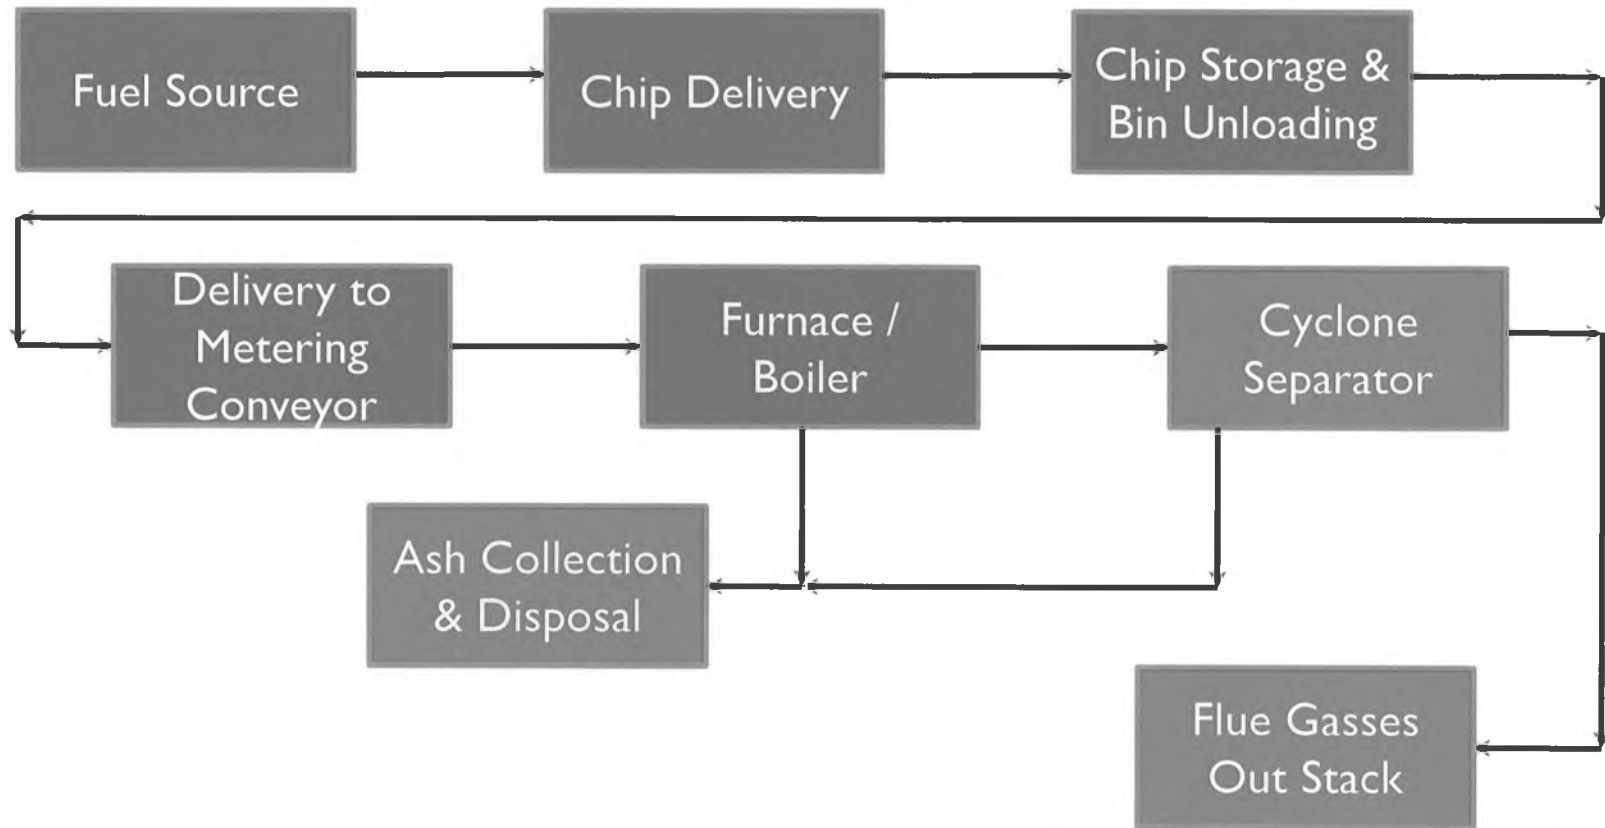 Fuel Source
Chip Delivery
Chip Storage &
Bin Unloading
Delivery to
Metering
Conveyor
Furnace /
Boiler
Cyclone
Separator
Ash Collection
& Disposal
Flue Gasses
Out Stack